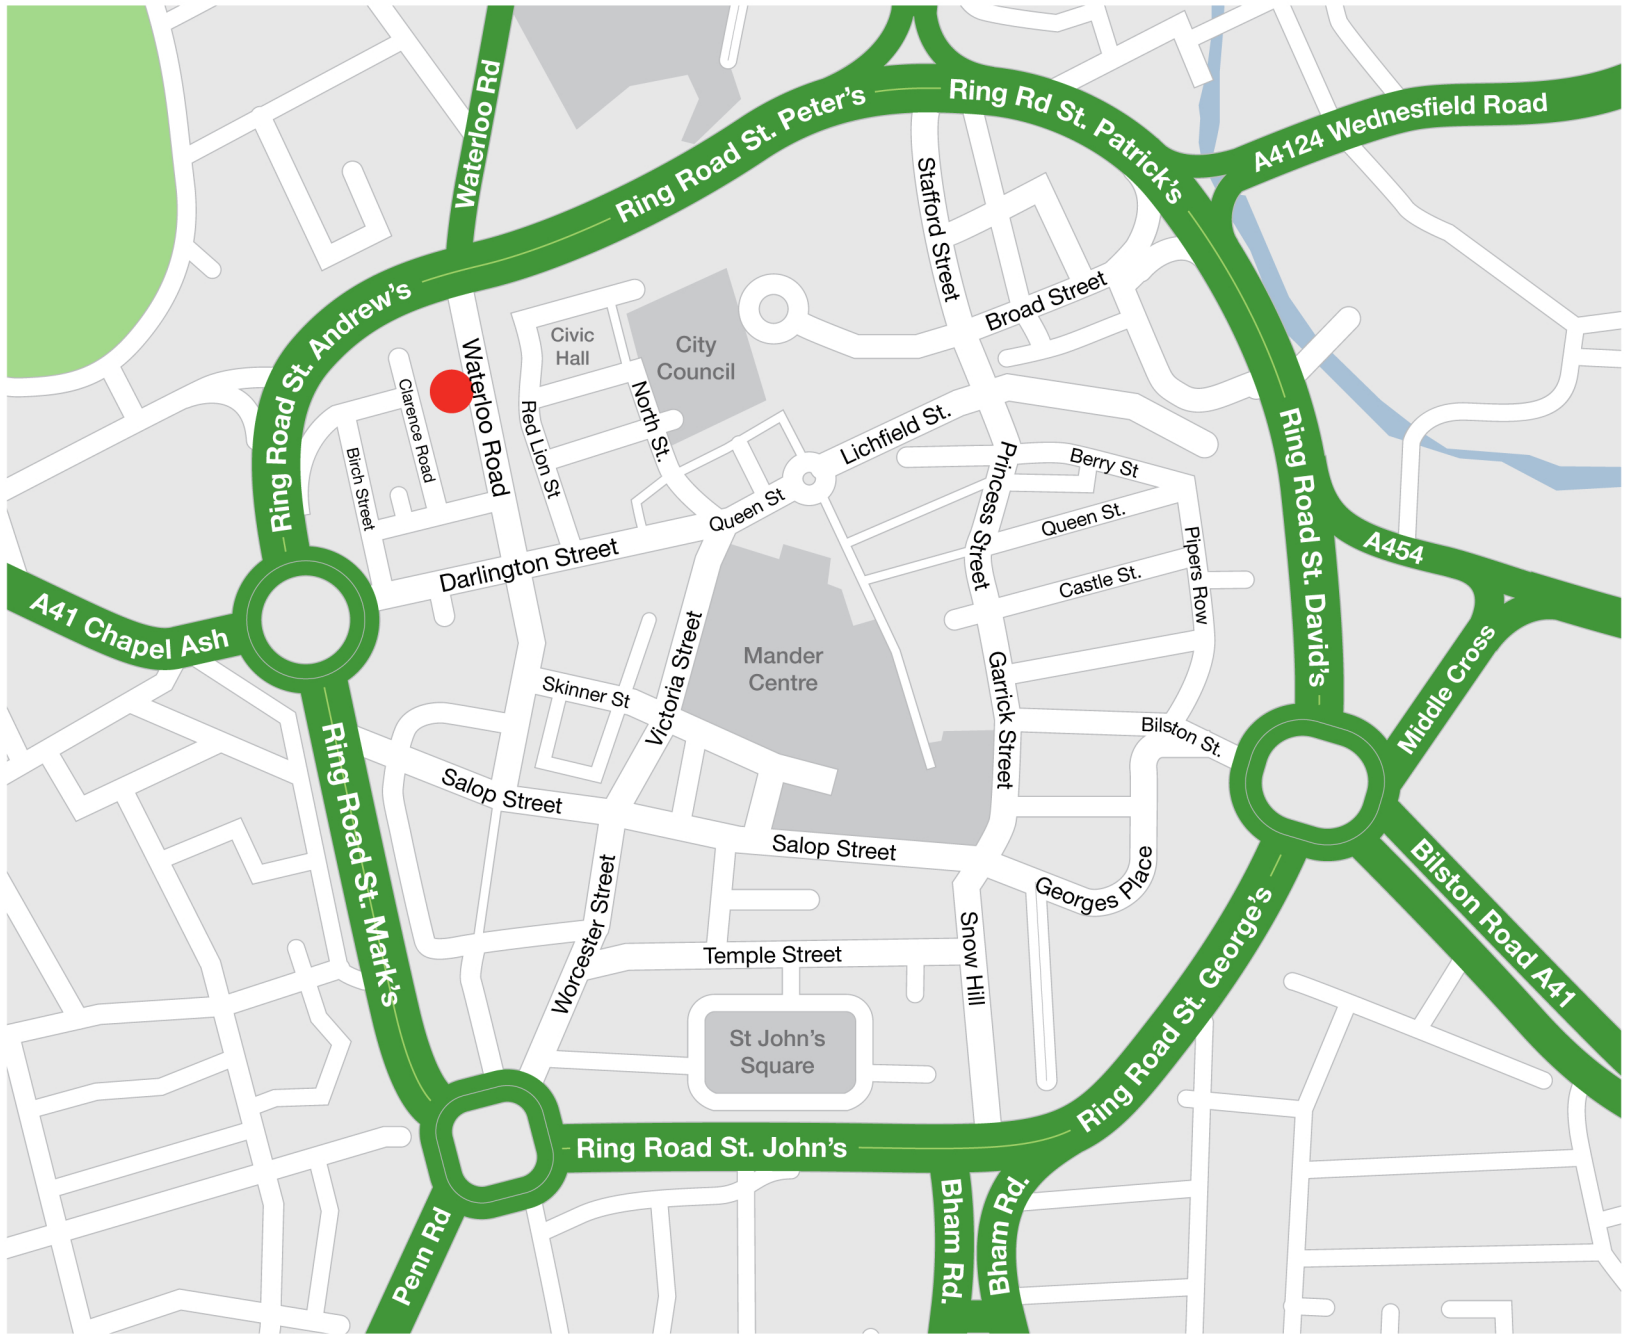 Waterloo Rd
Ring Road St. Peter's
Ring Rd St. Patrick's
A4124 Wednesfield Road
Stafford Street
Ring Road St. Andrew's
Broad Street
Civic
Hall
City
Council
Waterloo Road
Clarence Road
Red Lion St
North St.
Lichfield St.
Birch Street
Princess Street
Berry St
Queen St
Queen St.
Ring Road St. David's
A454
Darlington Street
Castle St.
Pipers Row
A41 Chapel Ash
Mander
Centre
Victoria Street
Skinner St
Garrick Street
Middle Cross
Bilston St.
Ring Road St. Mark's
Salop Street
Salop Street
Georges Place
Bilston Road A41
Worcester Street
Snow Hill
Temple Street
Ring Road St. George's
St John's
Square
Ring Road St. John's
Penn Rd
Bham Rd.
Bham Rd.